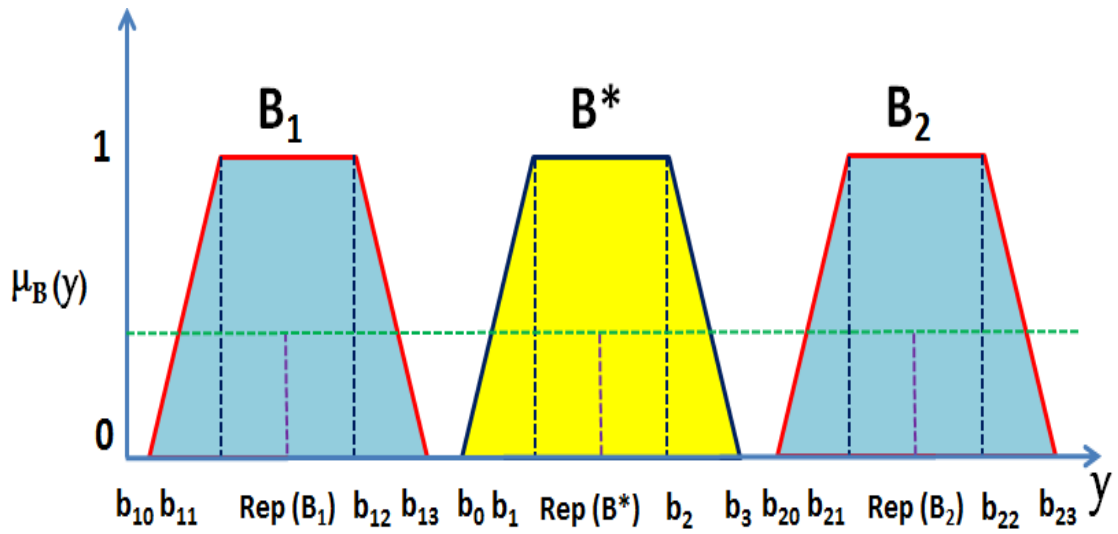 B₁ B* B₂
1
μ_B (y)
0
b₁₀ b₁₁ Rep (B₁) b₁₂ b₁₃ b₀ b₁ Rep (B*) b₂ b₃ b₂₀ b₂₁ Rep (B₂) b₂₂ b₂₃ y